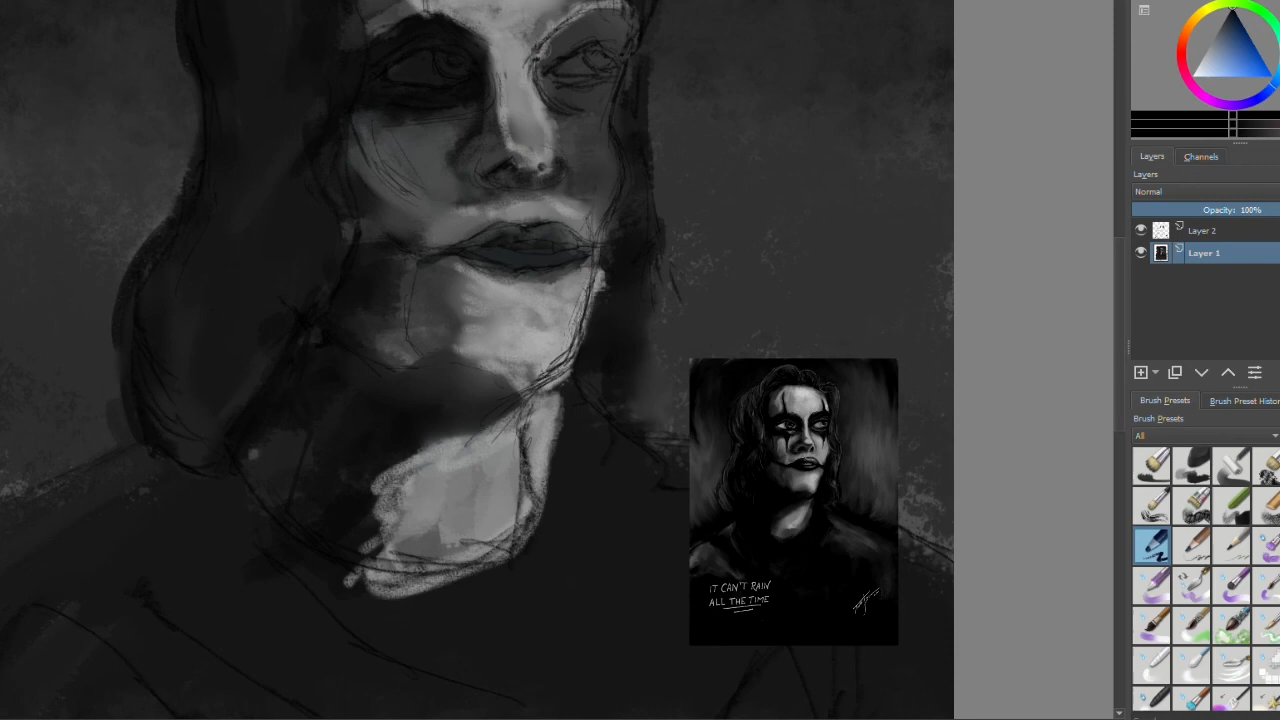 Layers
Channels
Layers
Normal
Opacity: 100%
Layer 2
Layer 1
Brush Presets
Brush Preset Histor
Brush Presets
All
IT CAN'T RAIN
ALL THE TIME